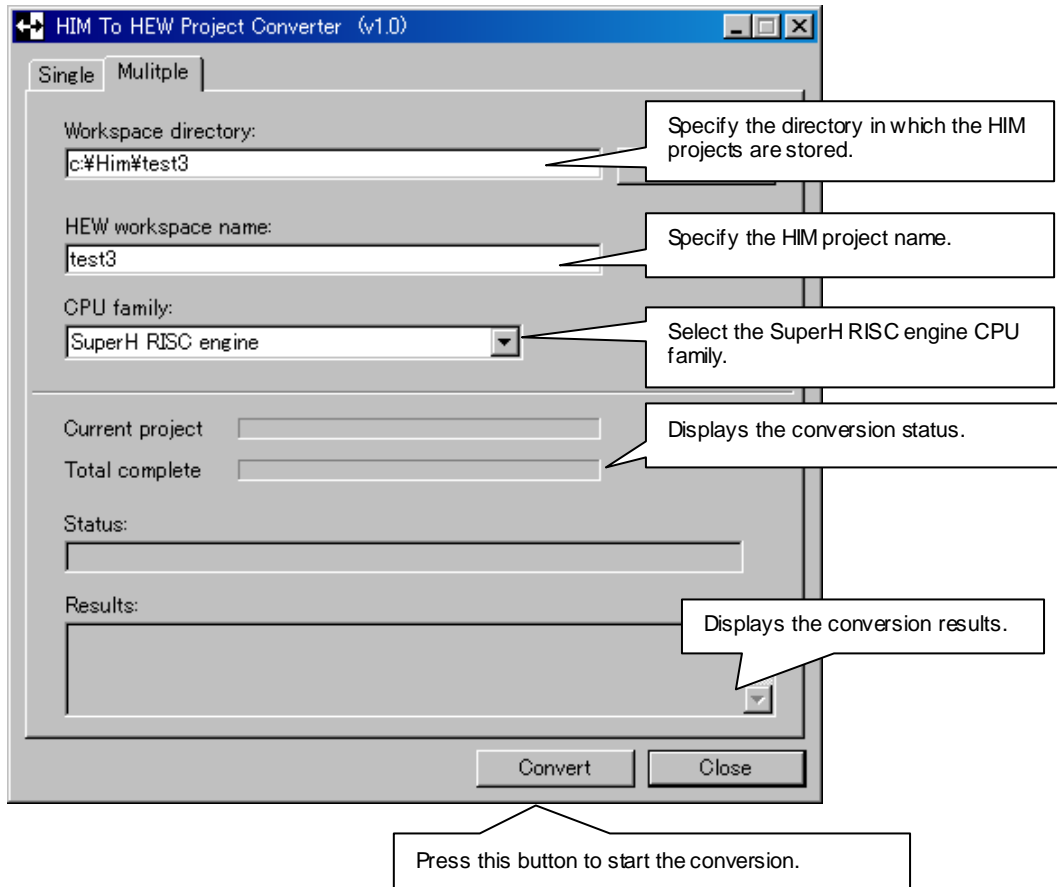 HIM To HEW Project Converter (v1.0)
Single Mulitple
Workspace directory:
Specify the directory in which the HIM
projects are stored.
c:¥Him¥test3
HEW workspace name:
Specify the HIM project name.
test3
CPU family:
Select the SuperH RISC engine CPU
family.
SuperH RISC engine
Current project
Displays the conversion status.
Total complete
Status:
Results:
Displays the conversion results.
Convert Close
Press this button to start the conversion.